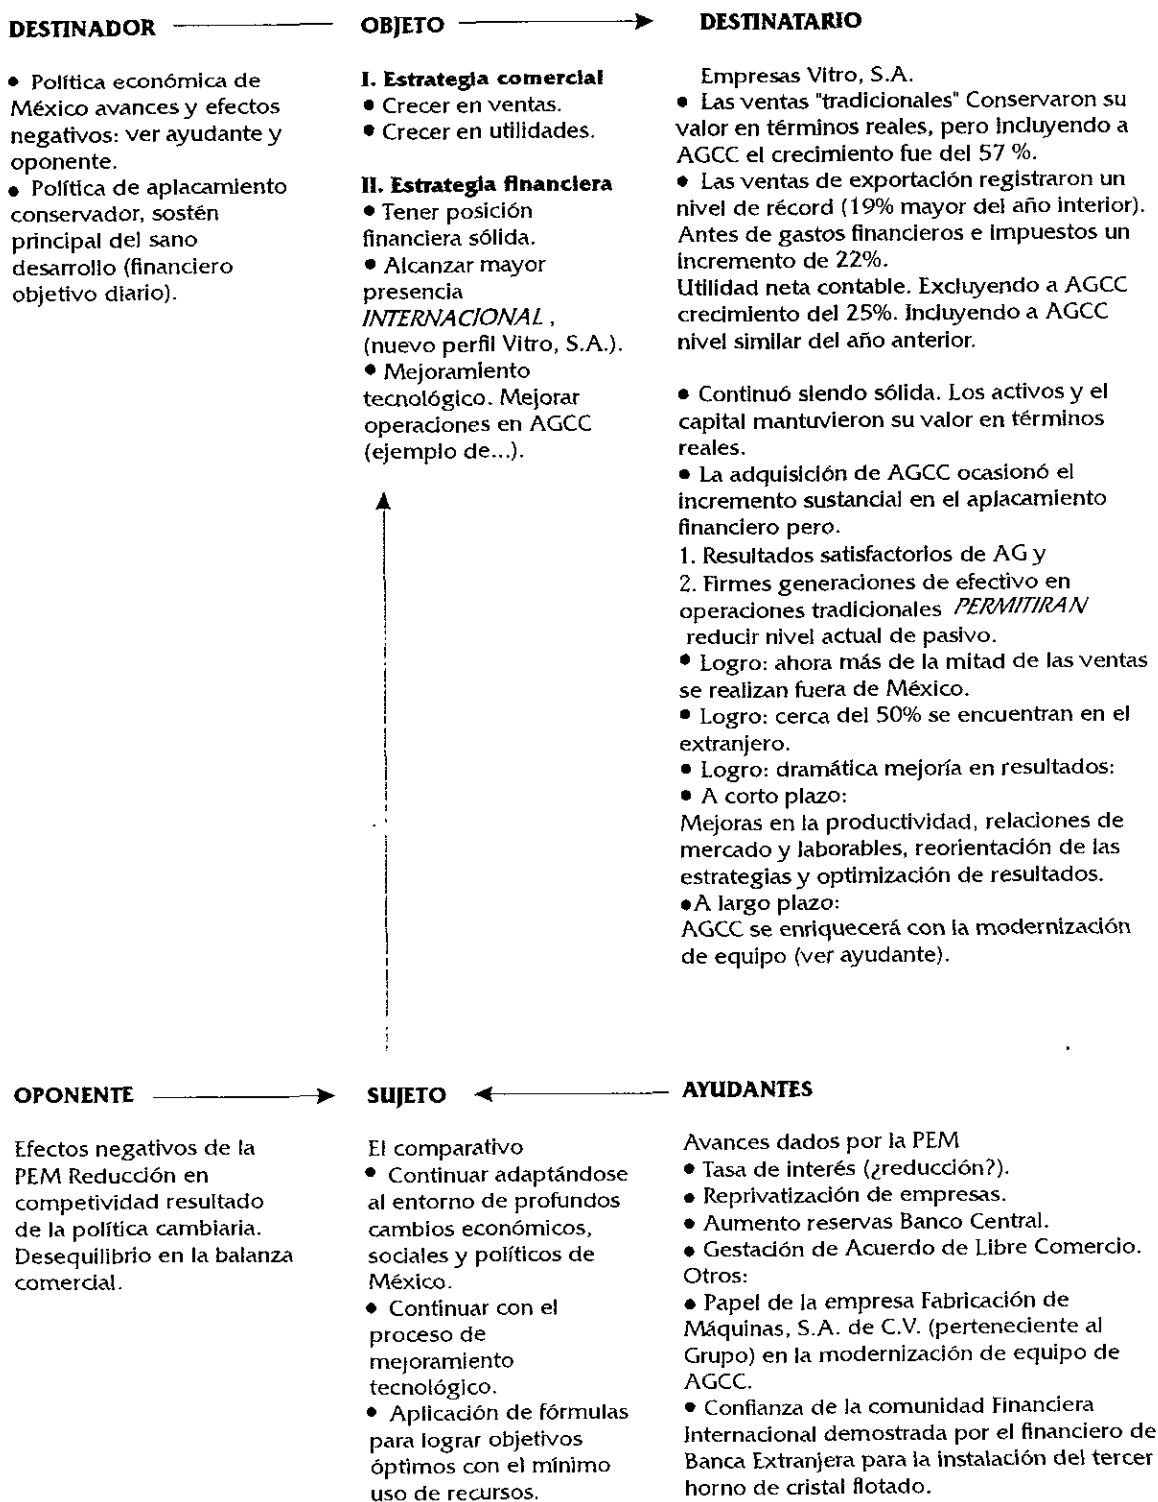 DESTINADOR
• Política económica de
México avances y efectos
negativos: ver ayudante y
oponente.
• Política de aplacamiento
conservador, sostén
principal del sano
desarrollo (financiero
objetivo diario).
OBJETO
I. Estrategia comercial
• Crecer en ventas.
• Crecer en utilidades.
II. Estrategia financiera
• Tener posición
financiera sólida.
• Alcanzar mayor
presencia
INTERNACIONAL,
(nuevo perfil Vitro, S.A.).
• Mejoramiento
tecnológico. Mejorar
operaciones en AGCC
(ejemplo de...).
DESTINATARIO
Empresas Vitro, S.A.
• Las ventas "tradicionales" Conservaron su
valor en términos reales, pero incluyendo a
AGCC el crecimiento fue del 57 %.
• Las ventas de exportación registraron un
nivel de récord (19% mayor del año interior).
Antes de gastos financieros e impuestos un
incremento de 22%.
Utilidad neta contable. Excluyendo a AGCC
crecimiento del 25%. Incluyendo a AGCC
nivel similar del año anterior.
• Continuó siendo sólida. Los activos y el
capital mantuvieron su valor en términos
reales.
• La adquisición de AGCC ocasionó el
incremento sustancial en el aplacamiento
financiero pero.
1. Resultados satisfactorios de AG y
2. Firmes generaciones de efectivo en
operaciones tradicionales PERMITIRAN
reducir nivel actual de pasivo.
• Logro: ahora más de la mitad de las ventas
se realizan fuera de México.
• Logro: cerca del 50% se encuentran en el
extranjero.
• Logro: dramática mejoría en resultados:
• A corto plazo:
Mejoras en la productividad, relaciones de
mercado y laborables, reorientación de las
estrategias y optimización de resultados.
• A largo plazo:
AGCC se enriquecerá con la modernización
de equipo (ver ayudante).
OPONENTE
Efectos negativos de la
PEM Reducción en
competividad resultado
de la política cambiaria.
Desequilibrio en la balanza
comercial.
SUJETO
El comparativo
• Continuar adaptándose
al entorno de profundos
cambios económicos,
sociales y políticos de
México.
• Continuar con el
proceso de
mejoramiento
tecnológico.
• Aplicación de fórmulas
para lograr objetivos
óptimos con el mínimo
uso de recursos.
AYUDANTES
Avances dados por la PEM
• Tasa de interés (¿reducción?).
• Reprivatización de empresas.
• Aumento reservas Banco Central.
• Gestación de Acuerdo de Libre Comercio.
Otros:
• Papel de la empresa Fabricación de
Máquinas, S.A. de C.V. (perteneciente al
Grupo) en la modernización de equipo de
AGCC.
• Confianza de la comunidad Financiera
Internacional demostrada por el financiero de
Banca Extranjera para la instalación del tercer
horno de cristal flotado.